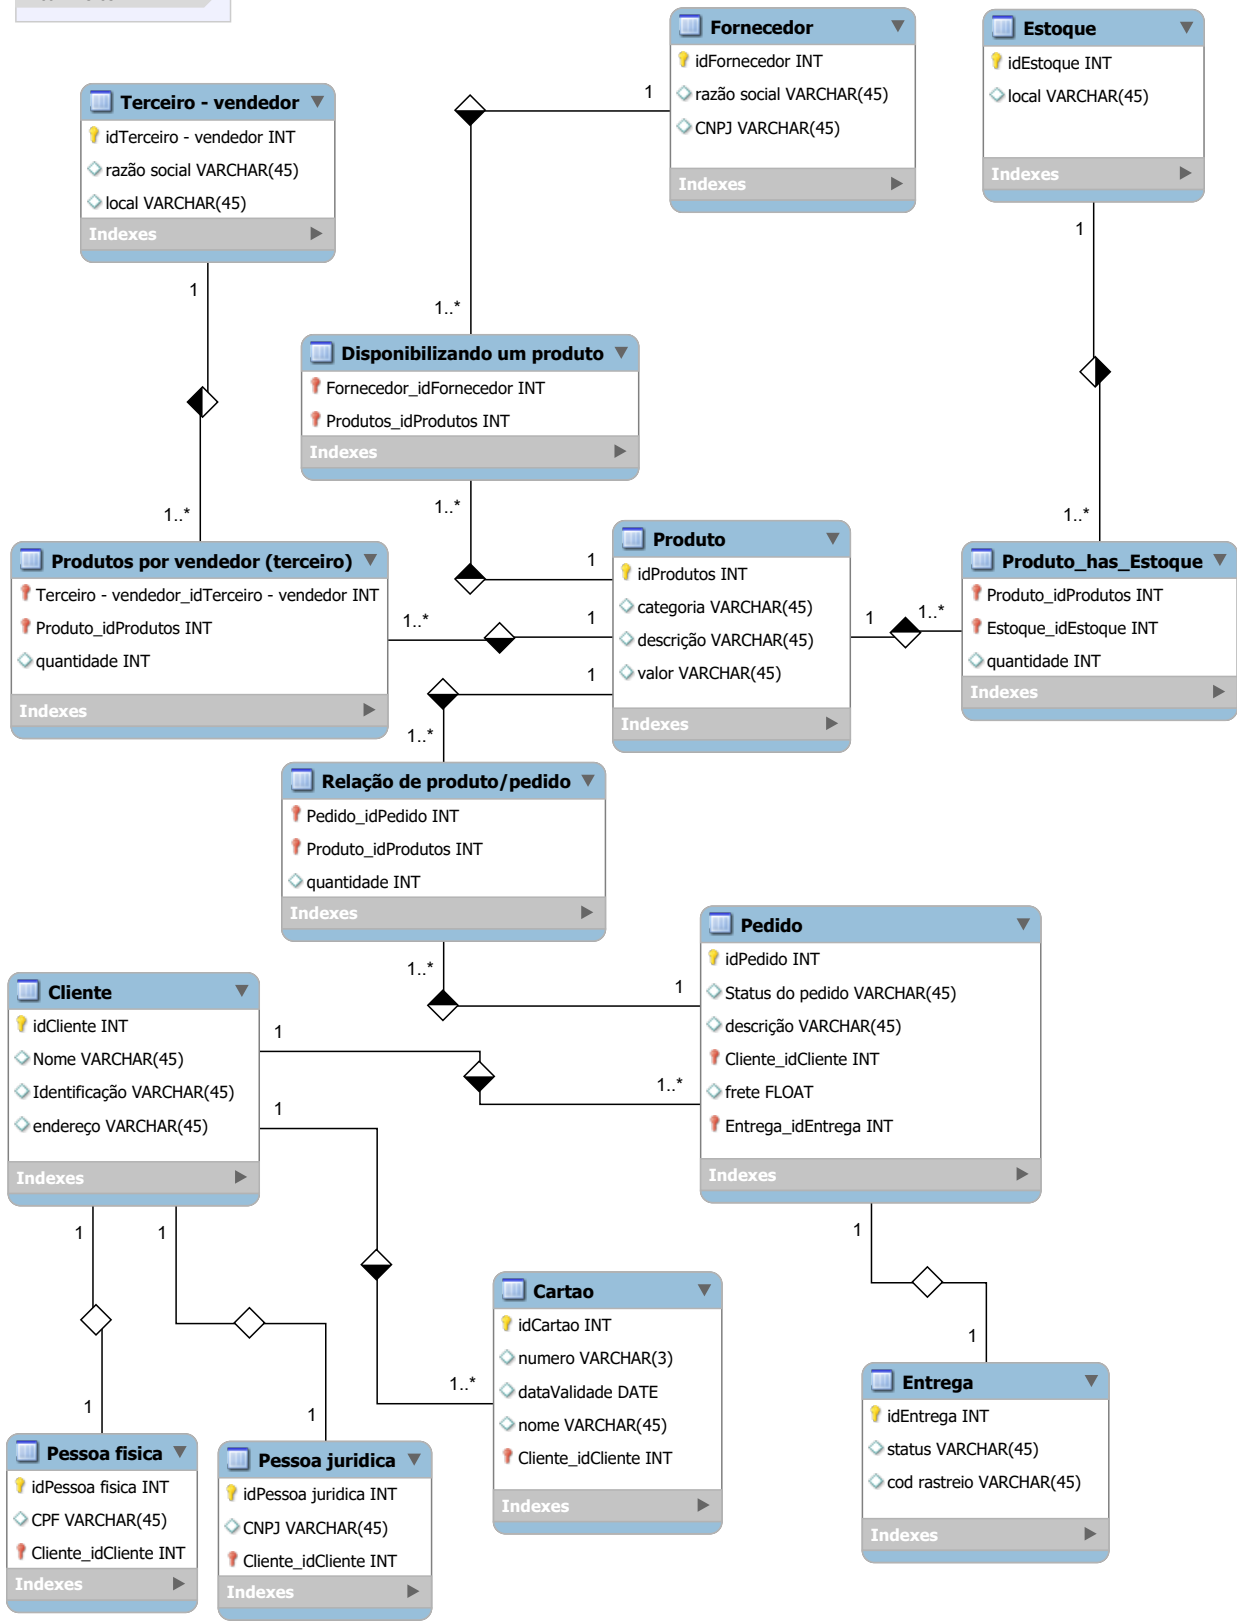 Fornecedor
idFornecedor INT
razão social VARCHAR(45)
CNPJ VARCHAR(45)
Indexes
Estoque
idEstoque INT
local VARCHAR(45)
Indexes
Terceiro - vendedor
idTerceiro - vendedor INT
razão social VARCHAR(45)
local VARCHAR(45)
Indexes
1
1
1
1..*
Disponibilizando um produto
Fornecedor_idFornecedor INT
Produtos_idProdutos INT
Indexes
1..*
1..*
1..*
1
Produtos por vendedor (terceiro)
Terceiro - vendedor_idTerceiro - vendedor INT
Produto_idProdutos INT
quantidade INT
Indexes
1..*
1
Produto
idProdutos INT
categoria VARCHAR(45)
descrição VARCHAR(45)
valor VARCHAR(45)
Indexes
1
1..*
Produto_has_Estoque
Produto_idProdutos INT
Estoque_idEstoque INT
quantidade INT
Indexes
1
1..*
Relação de produto/pedido
Pedido_idPedido INT
Produto_idProdutos INT
quantidade INT
Indexes
1..*
1
Pedido
idPedido INT
Status do pedido VARCHAR(45)
descrição VARCHAR(45)
Cliente_idCliente INT
frete FLOAT
Entrega_idEntrega INT
Indexes
Cliente
idCliente INT
Nome VARCHAR(45)
Identificação VARCHAR(45)
endereço VARCHAR(45)
Indexes
1
1..*
1
1
1
1
Cartao
idCartao INT
numero VARCHAR(3)
dataValidade DATE
nome VARCHAR(45)
Cliente_idCliente INT
Indexes
1..*
1
Entrega
idEntrega INT
status VARCHAR(45)
cod rastreio VARCHAR(45)
Indexes
1
1
Pessoa fisica
idPessoa fisica INT
CPF VARCHAR(45)
Cliente_idCliente INT
Indexes
Pessoa juridica
idPessoa juridica INT
CNPJ VARCHAR(45)
Cliente_idCliente INT
Indexes